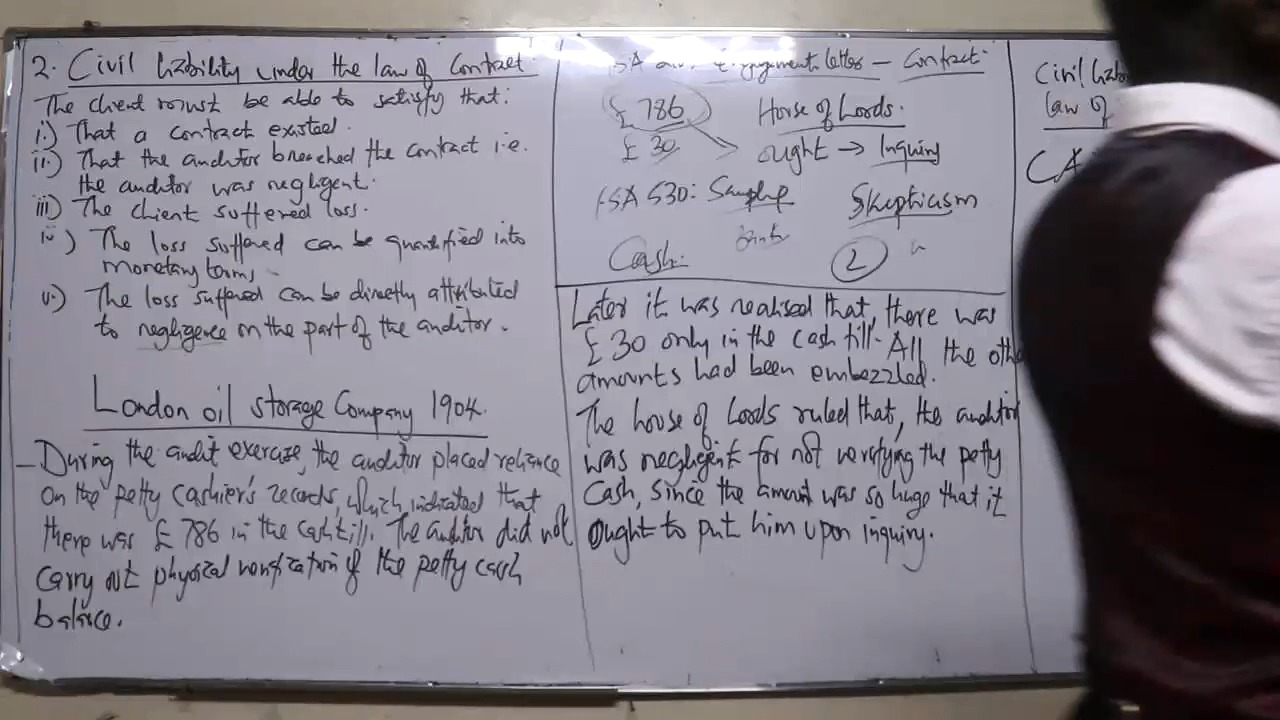 2. Civil Liability under the law of Contract.
The client must be able to satisfy that:
i.) That a contract existed.
ii.) That the auditor breached the contract i.e.
the auditor was negligent.
iii) The client suffered loss.
iv) The loss suffered can be quantified into
monetary terms.
v.) The loss suffered can be directly attributed
to negligence on the part of the auditor.
London oil storage Company 1904.
- During the audit exercise, the auditor placed reliance
on the petty cashier's records, which indicated that
there was £ 786 in the cash till. The auditor did not
carry out physical verification of the petty cash
balance.
Engagement letter - Contract.
£ 786 House of Lords.
£ 30 ought → Inquiry
ISA 530: Sample Skepticism
Cash. 2
Later it was realised that, there was
£ 30 only in the cash till. All the othe
amounts had been embezzled.
The house of Lords ruled that, the auditor
was negligent for not verifying the petty
Cash, since the amount was so huge that it
ought to put him upon inquiry.
Civil Liab
law of
CA